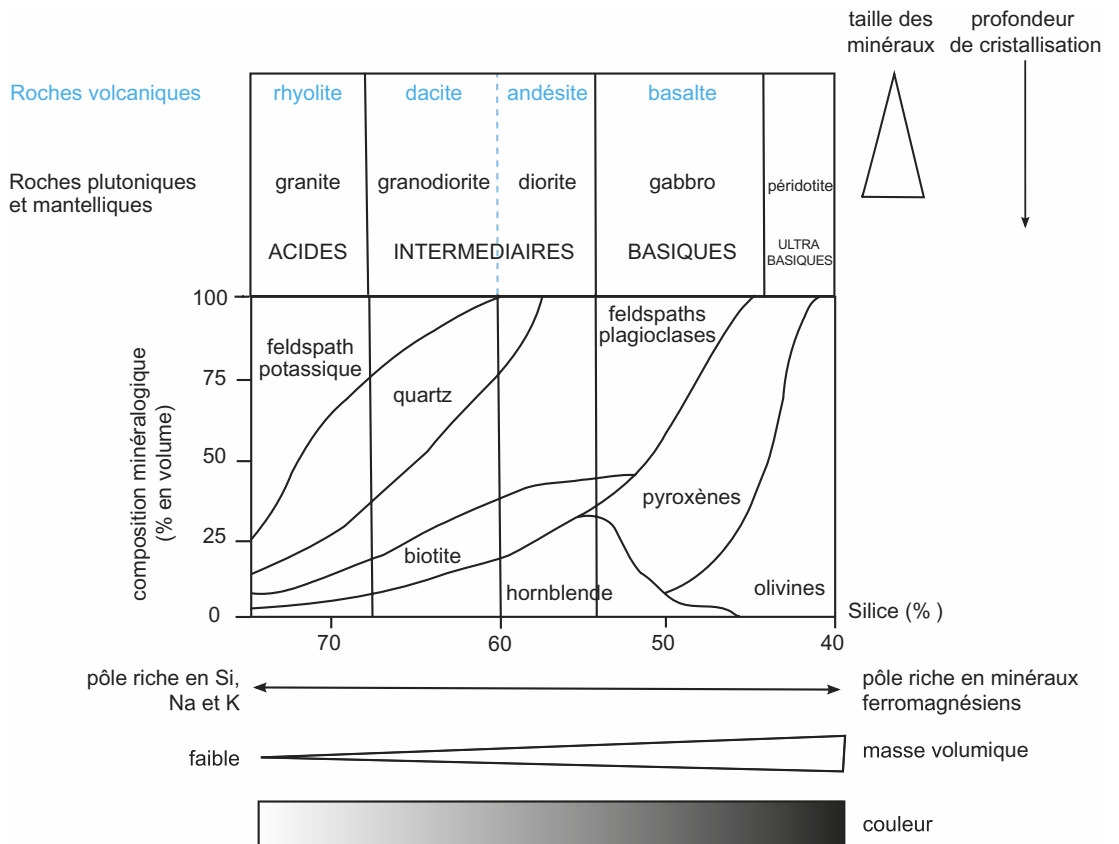 taille des
minéraux
profondeur
de cristallisation
Roches volcaniques
rhyolite
dacite
andésite
basalte
Roches plutoniques
et mantelliques
granite
granodiorite
diorite
gabbro
péridotite
ACIDES
INTERMEDIAIRES
BASIQUES
ULTRA
BASIQUES
composition minéralogique
(% en volume)
100
75
50
25
0
feldspath
potassique
quartz
feldspaths
plagioclases
pyroxènes
biotite
hornblende
olivines
70
60
50
40
Silice (% )
pôle riche en Si,
Na et K
pôle riche en minéraux
ferromagnésiens
faible
masse volumique
couleur